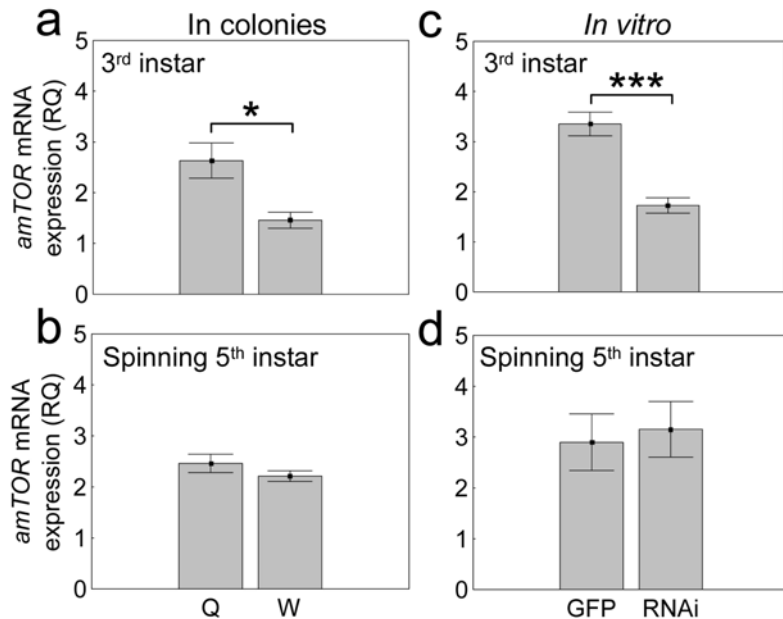 a
In colonies
3rd instar
*
amTOR mRNA
expression (RQ)
5
4
3
2
1
0
c
In vitro
3rd instar
***
5
4
3
2
1
0
b
Spinning 5th instar
amTOR mRNA
expression (RQ)
5
4
3
2
1
0
Q W
d
Spinning 5th instar
5
4
3
2
1
0
GFP RNAi